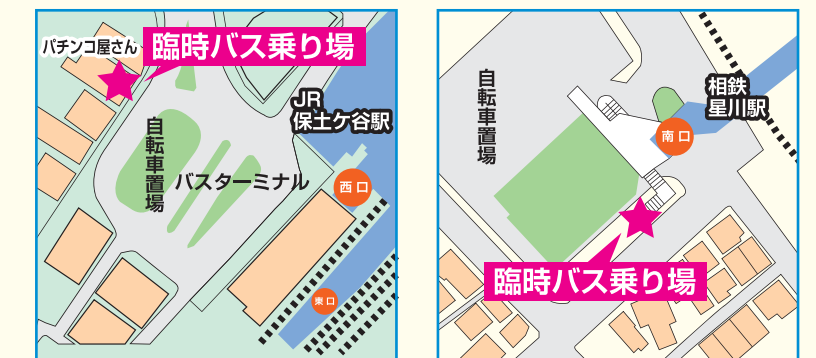 パチンコ屋さん
臨時バス乗り場
JR
保土ケ谷駅
自転車置場
バスターミナル
西口
東口
自転車置場
相鉄
星川駅
南口
臨時バス乗り場